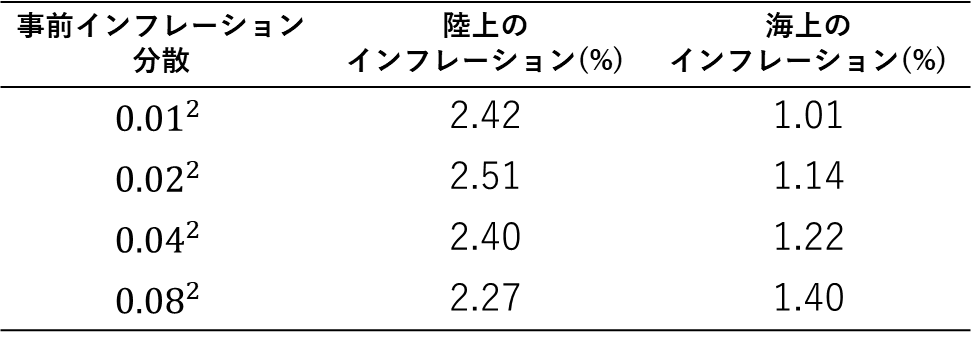 事前インフレーション 陸上の 海上の
分散 インフレーション(%) インフレーション(%)
0.01² 2.42 1.01
0.02² 2.51 1.14
0.04² 2.40 1.22
0.08² 2.27 1.40